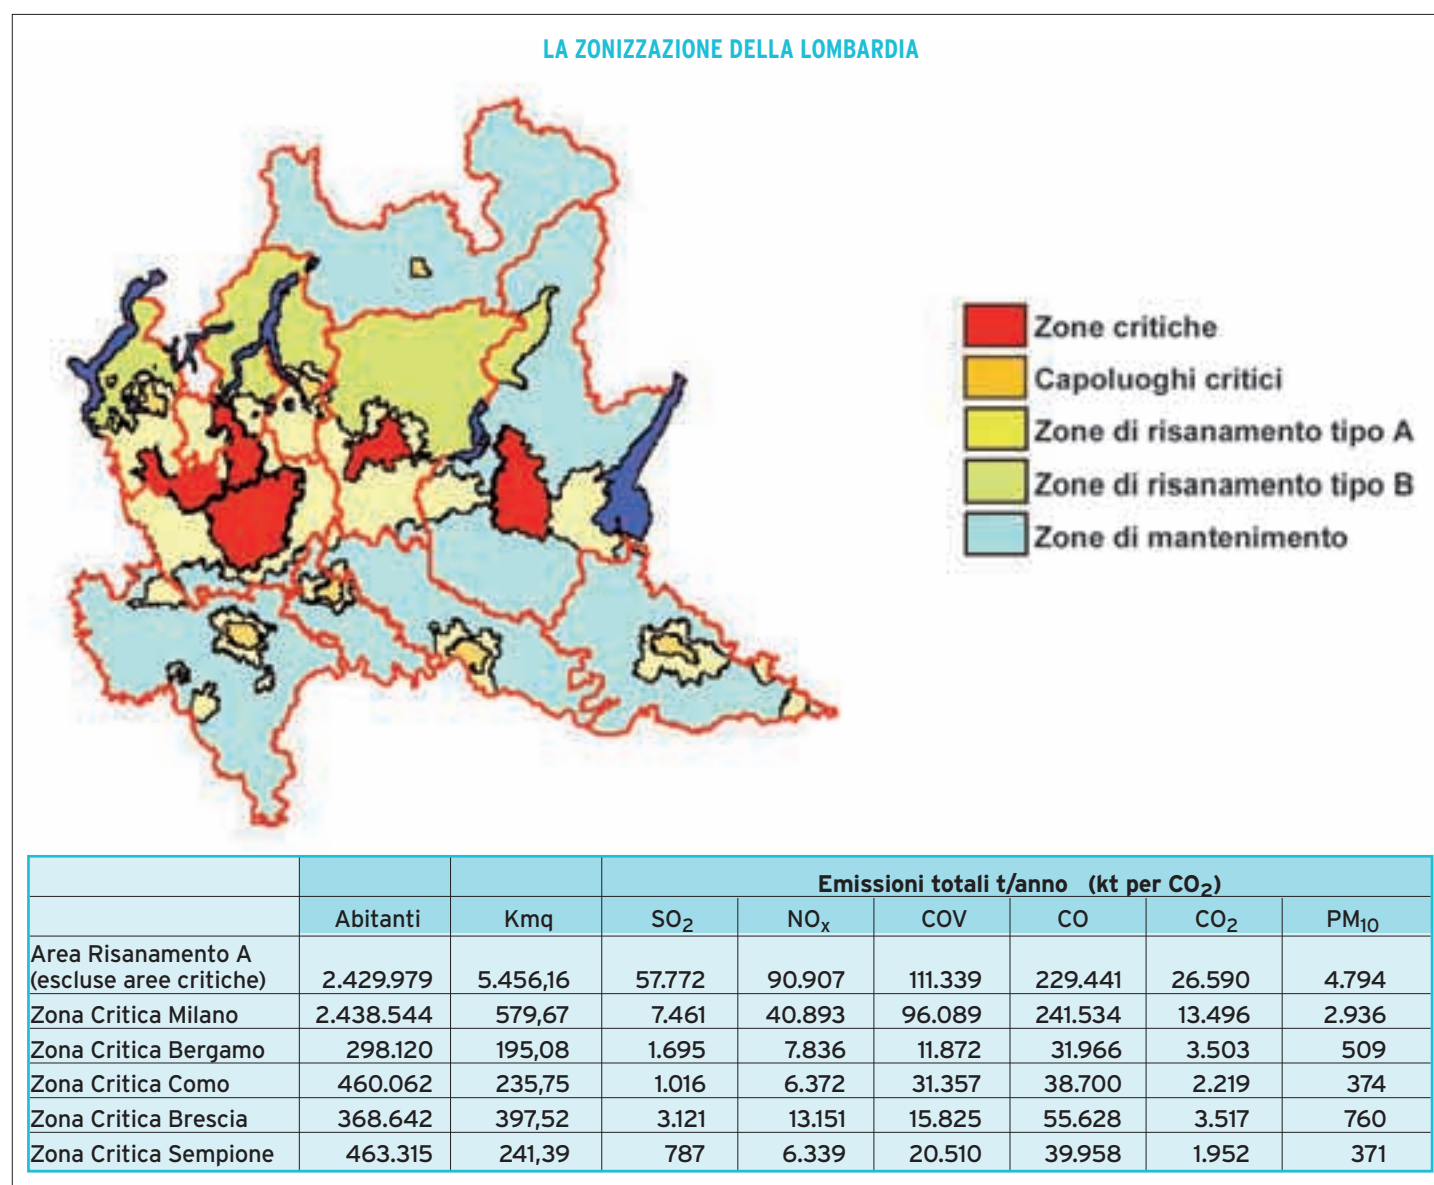 LA ZONIZZAZIONE DELLA LOMBARDIA
Zone critiche
Capoluoghi critici
Zone di risanamento tipo A
Zone di risanamento tipo B
Zone di mantenimento
Emissioni totali t/anno (kt per CO₂)
Abitanti Kmq SO₂ NOₓ COV CO CO₂ PM₁₀
Area Risanamento A
(escluse aree critiche) 2.429.979 5.456,16 57.772 90.907 111.339 229.441 26.590 4.794
Zona Critica Milano 2.438.544 579,67 7.461 40.893 96.089 241.534 13.496 2.936
Zona Critica Bergamo 298.120 195,08 1.695 7.836 11.872 31.966 3.503 509
Zona Critica Como 460.062 235,75 1.016 6.372 31.357 38.700 2.219 374
Zona Critica Brescia 368.642 397,52 3.121 13.151 15.825 55.628 3.517 760
Zona Critica Sempione 463.315 241,39 787 6.339 20.510 39.958 1.952 371